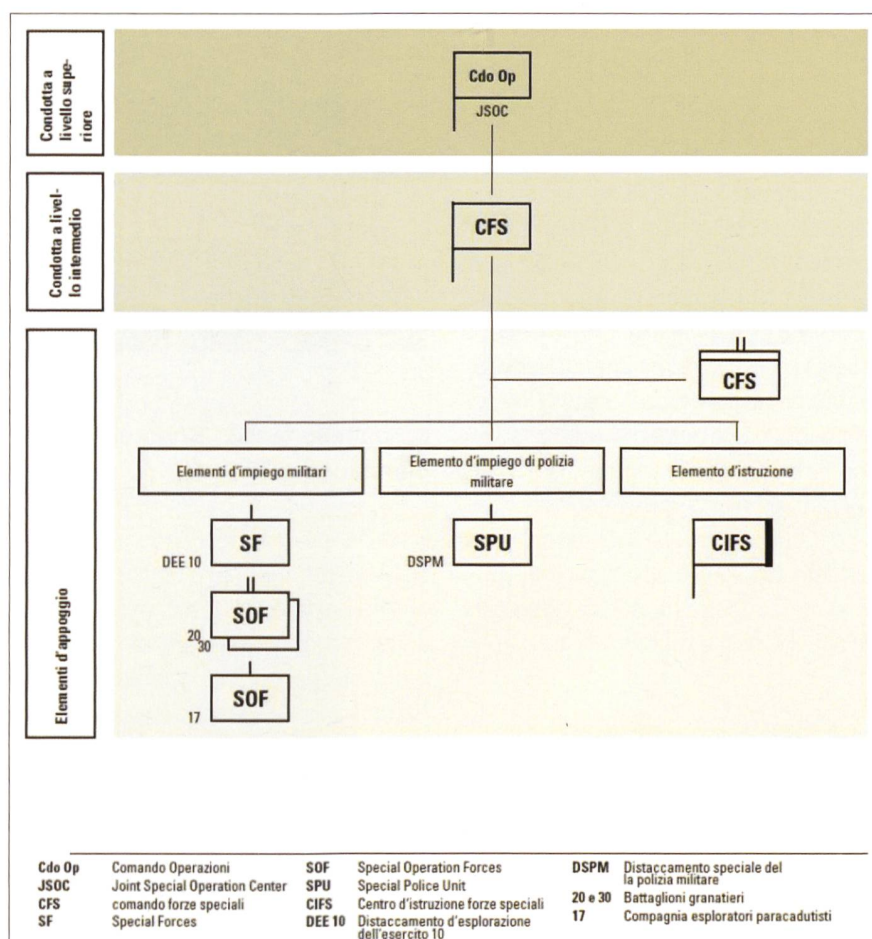 Condotta a
livello supe-
riore
Cdo Op
JSOC
Condotta a livel-
lo intermedio
CFS
Elementi d'appoggio
CFS
Elementi d'impiego militari
Elemento d'impiego di polizia
militare
Elemento d'istruzione
DEE 10
SF
DSPM
SPU
CIFS
20
30
SOF
17
SOF
Cdo Op Comando Operazioni
JSOC Joint Special Operation Center
CFS comando forze speciali
SF Special Forces
SOF Special Operation Forces
SPU Special Police Unit
CIFS Centro d'istruzione forze speciali
DEE 10 Distaccamento d'esplorazione
dell'esercito 10
DSPM Distaccamento speciale del
la polizia militare
20 e 30 Battaglioni granatieri
17 Compagnia esploratori paracadutisti